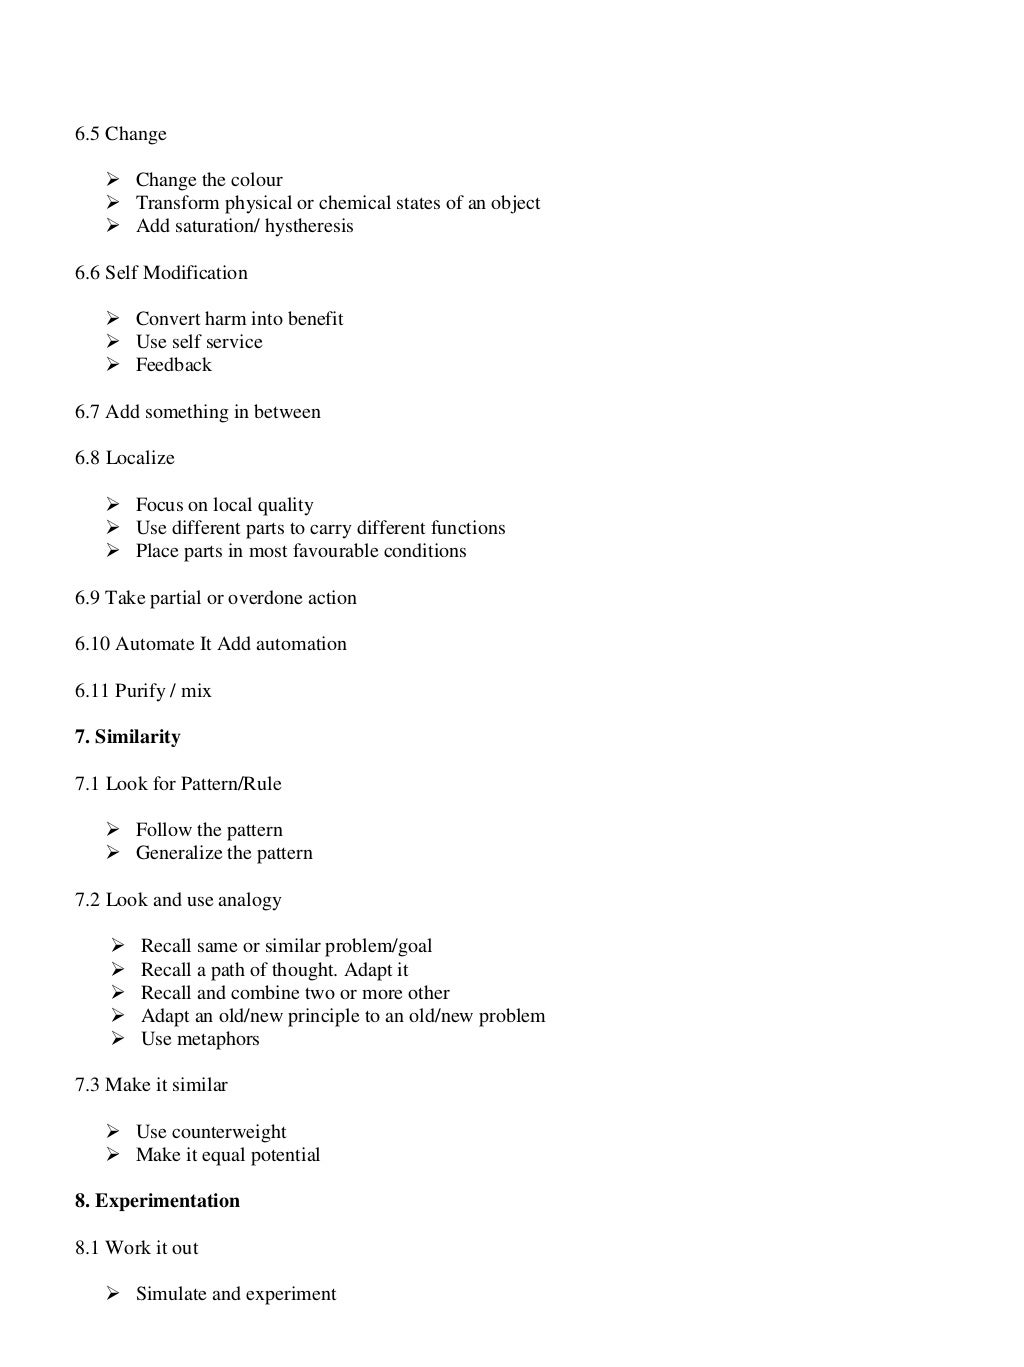 6.5 Change
➢ Change the colour
➢ Transform physical or chemical states of an object
➢ Add saturation/ hystheresis
6.6 Self Modification
➢ Convert harm into benefit
➢ Use self service
➢ Feedback
6.7 Add something in between
6.8 Localize
➢ Focus on local quality
➢ Use different parts to carry different functions
➢ Place parts in most favourable conditions
6.9 Take partial or overdone action
6.10 Automate It Add automation
6.11 Purify / mix
7. Similarity
7.1 Look for Pattern/Rule
➢ Follow the pattern
➢ Generalize the pattern
7.2 Look and use analogy
➢ Recall same or similar problem/goal
➢ Recall a path of thought. Adapt it
➢ Recall and combine two or more other
➢ Adapt an old/new principle to an old/new problem
➢ Use metaphors
7.3 Make it similar
➢ Use counterweight
➢ Make it equal potential
8. Experimentation
8.1 Work it out
➢ Simulate and experiment